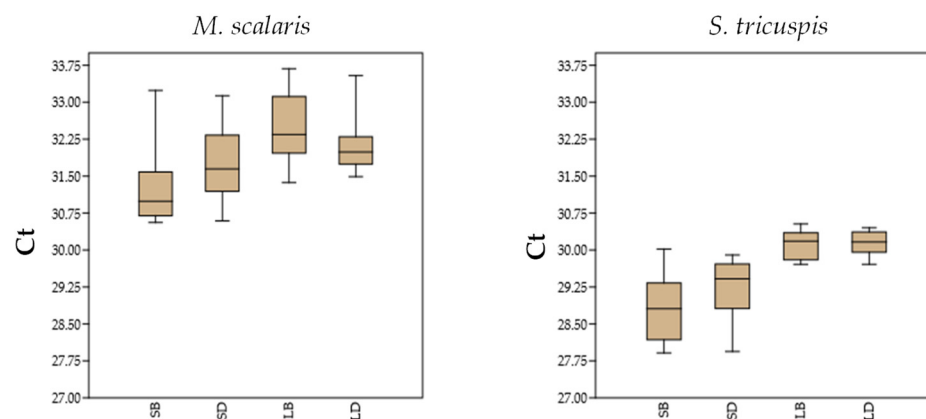 M. scalaris
S. tricuspis
Ct
33.75
33.00
32.25
31.50
30.75
30.00
29.25
28.50
27.75
27.00
SB
SD
LB
LD
Ct
33.75
33.00
32.25
31.50
30.75
30.00
29.25
28.50
27.75
27.00
SB
SD
LB
LD